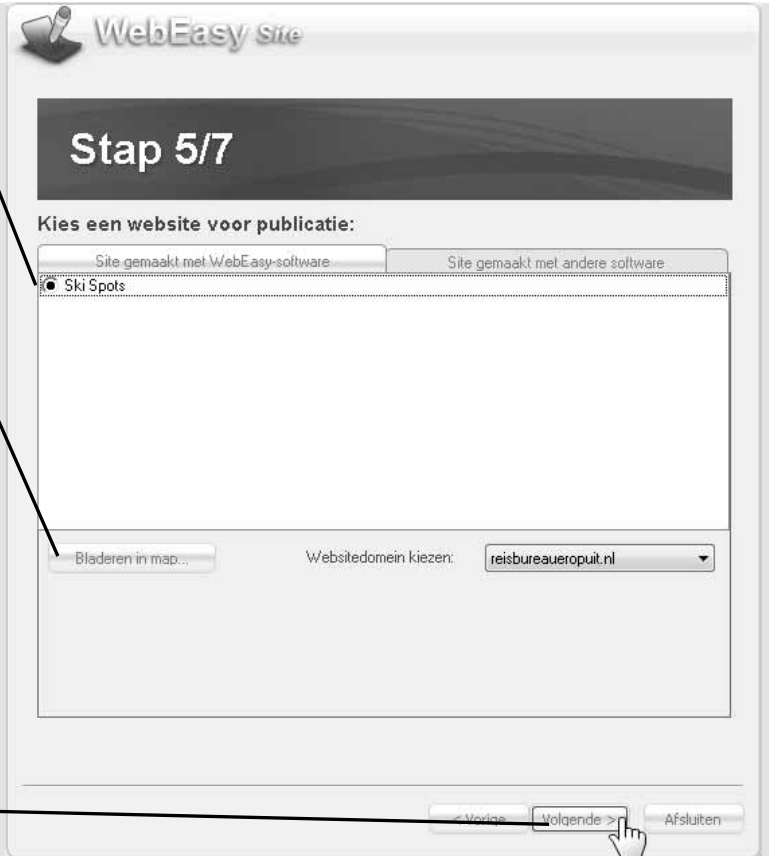 WebEasy Site
Stap 5/7
Kies een website voor publicatie:
Site gemaakt met WebEasy-software
Site gemaakt met andere software
Ski Spots
Bladeren in map...
Websitedomein kiezen:
reisbureaueropuit.nl
< Vorige
Volgende >
Afsluiten